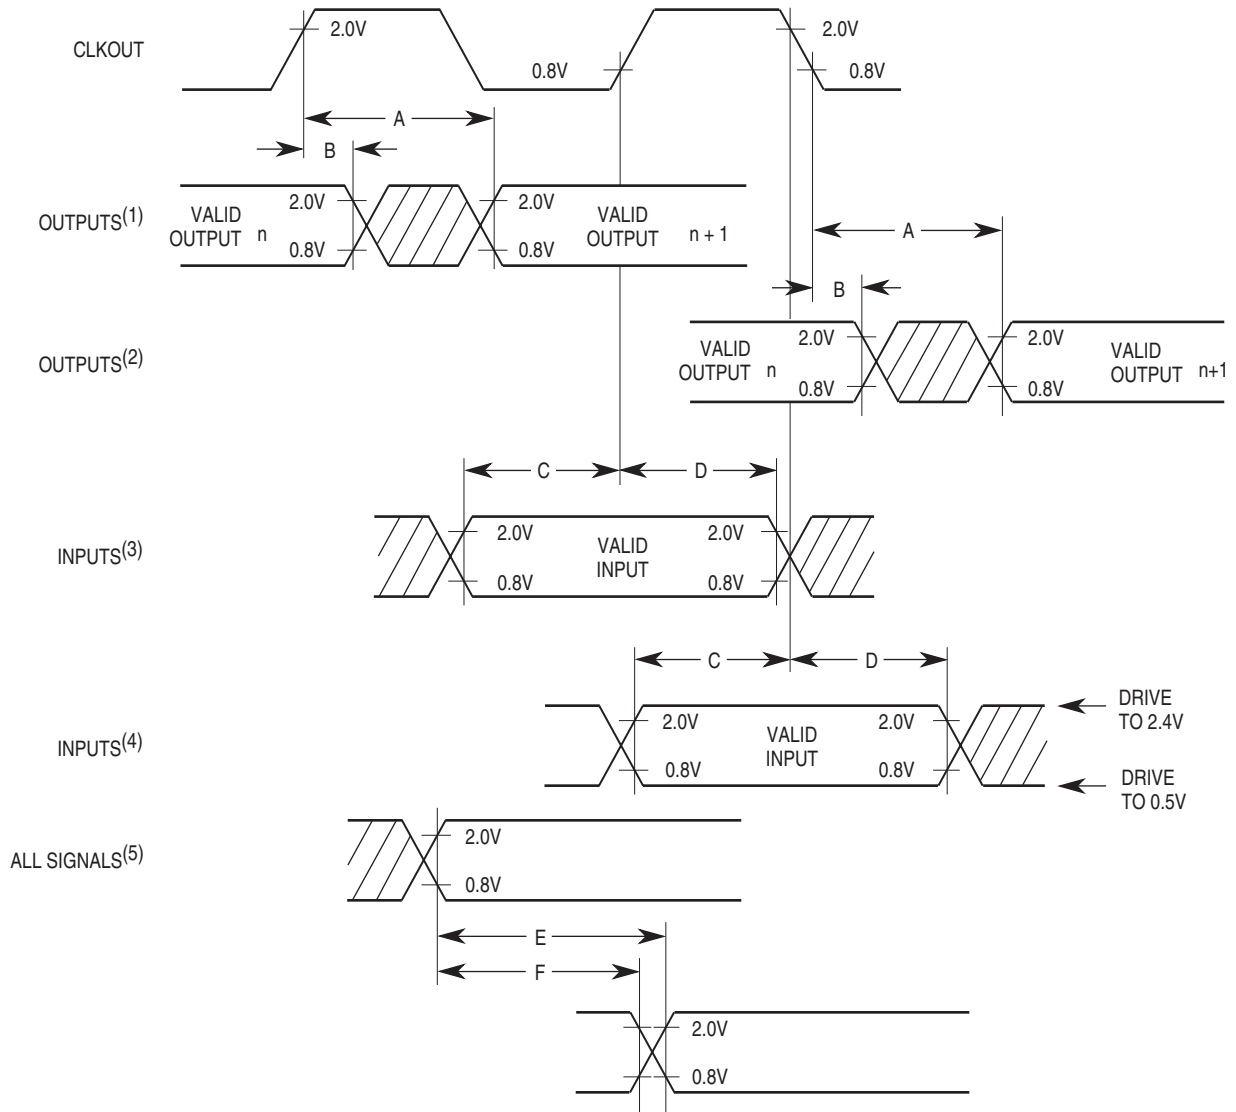 CLKOUT
2.0V
0.8V
2.0V
0.8V
A
B
OUTPUTS(1)
VALID
OUTPUT n
2.0V
0.8V
2.0V
0.8V
VALID
OUTPUT n + 1
A
B
OUTPUTS(2)
VALID
OUTPUT n
2.0V
0.8V
2.0V
0.8V
VALID
OUTPUT n+1
C
D
INPUTS(3)
2.0V
0.8V
VALID
INPUT
2.0V
0.8V
C
D
INPUTS(4)
2.0V
0.8V
VALID
INPUT
2.0V
0.8V
DRIVE
TO 2.4V
DRIVE
TO 0.5V
ALL SIGNALS(5)
2.0V
0.8V
E
F
2.0V
0.8V